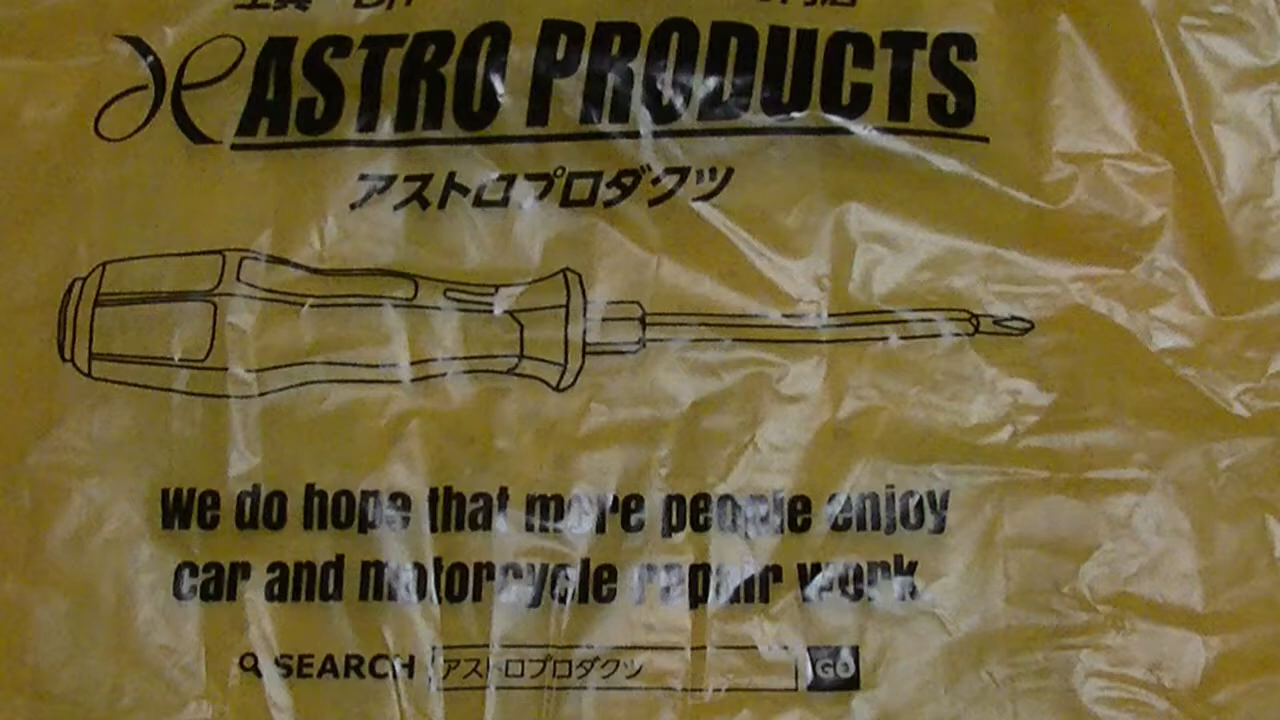 ASTRO PRODUCTS
アストロプロダクツ
We do hope that more people enjoy
car and motorcycle repair work.
SEARCH アストロプロダクツ GO